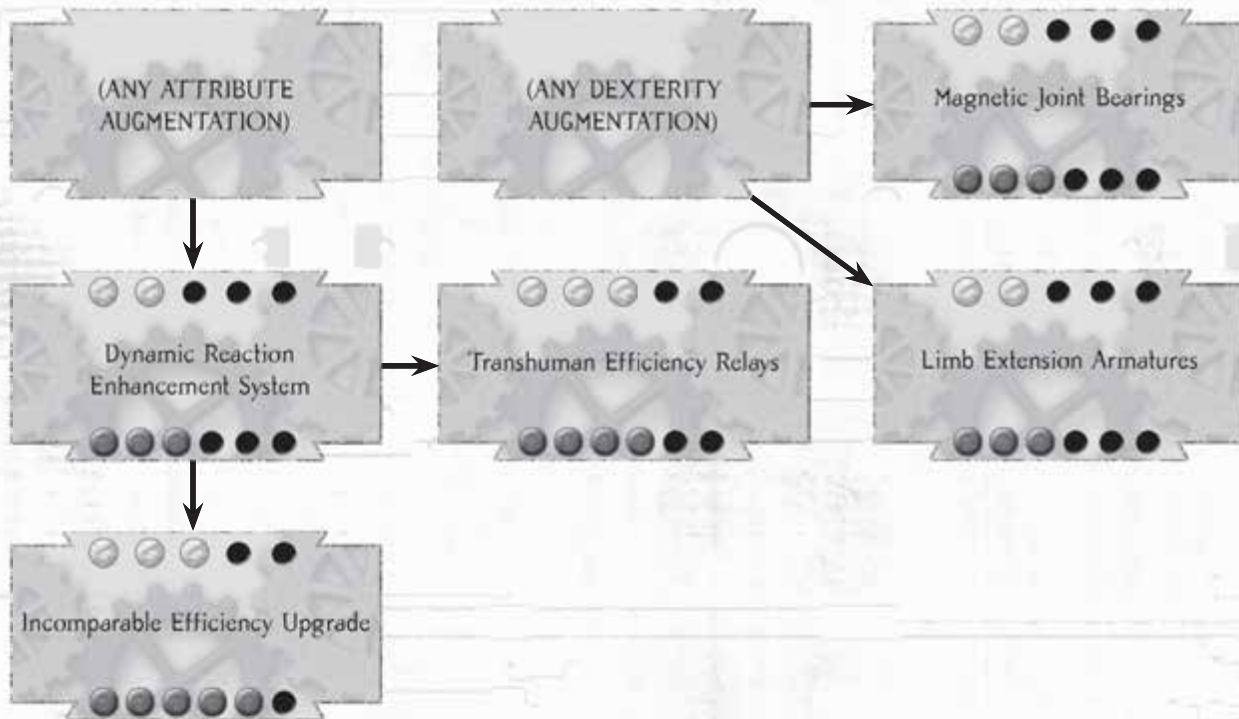 (ANY ATTRIBUTE
AUGMENTATION)
(ANY DEXTERITY
AUGMENTATION)
Magnetic Joint Bearings
Dynamic Reaction
Enhancement System
Transhuman Efficiency Relays
Limb Extension Armatures
Incomparable Efficiency Upgrade